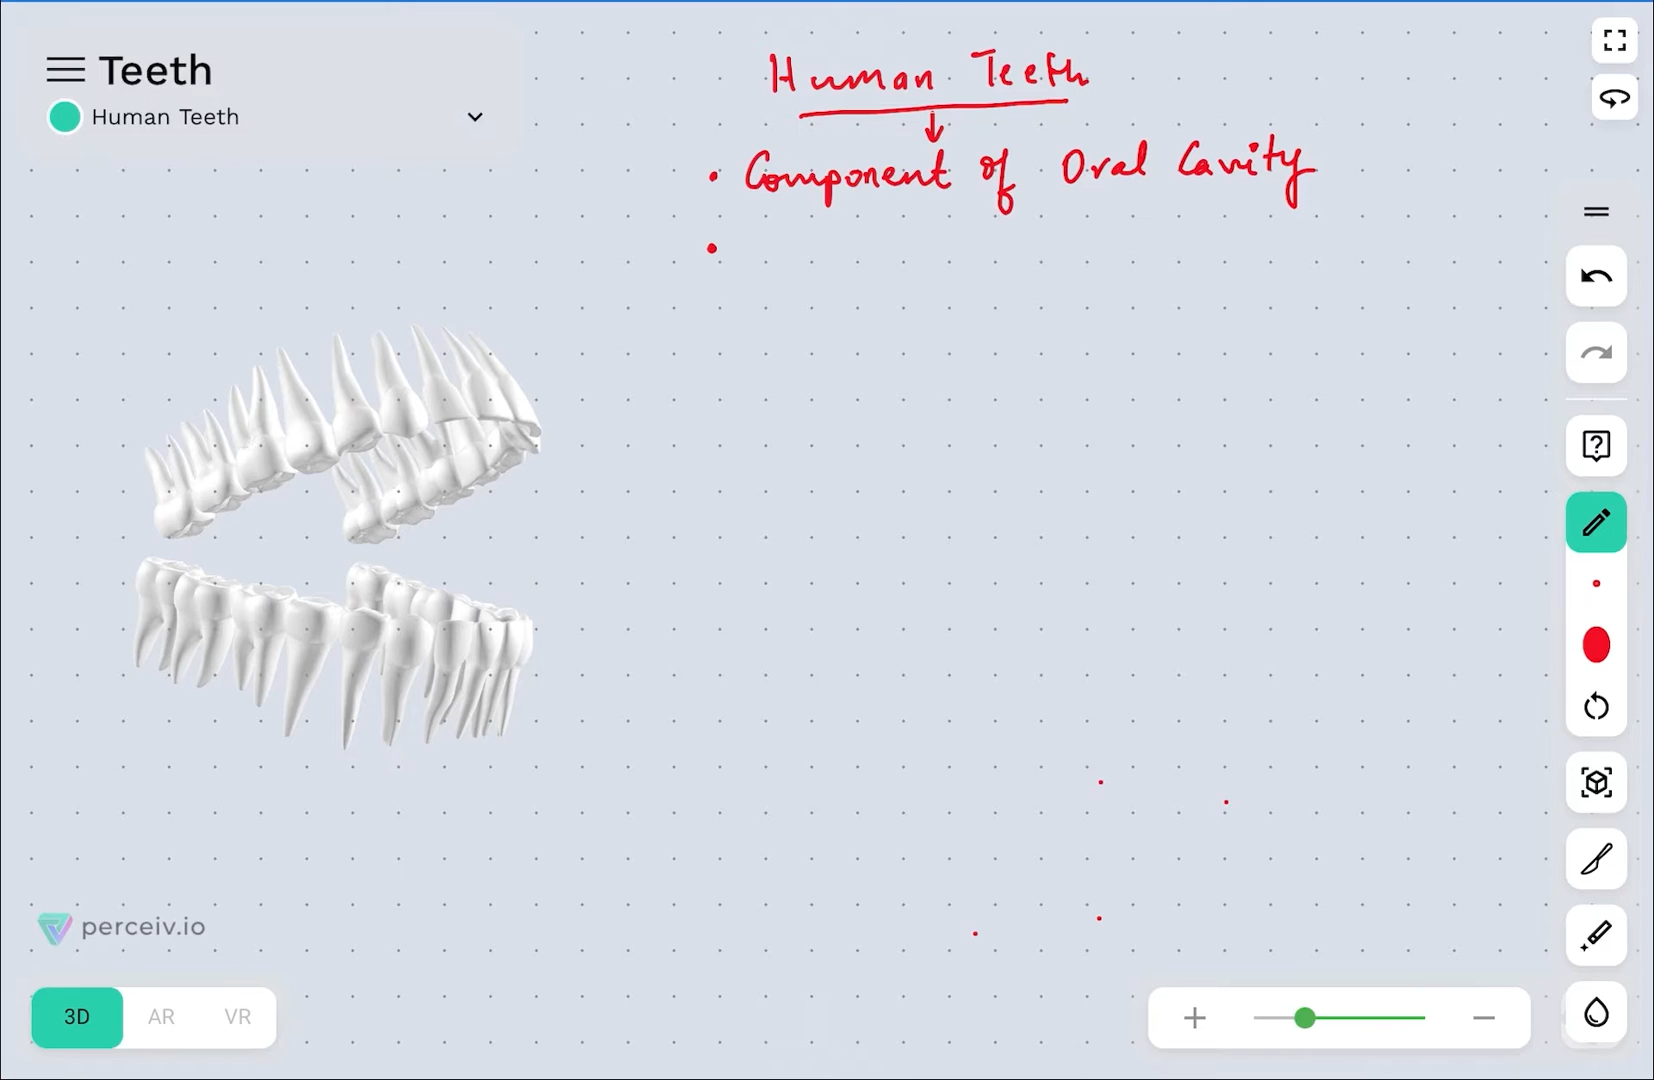 Teeth
Human Teeth
Human Teeth
• Component of Oral Cavity
•
perceiv.io
3D AR VR